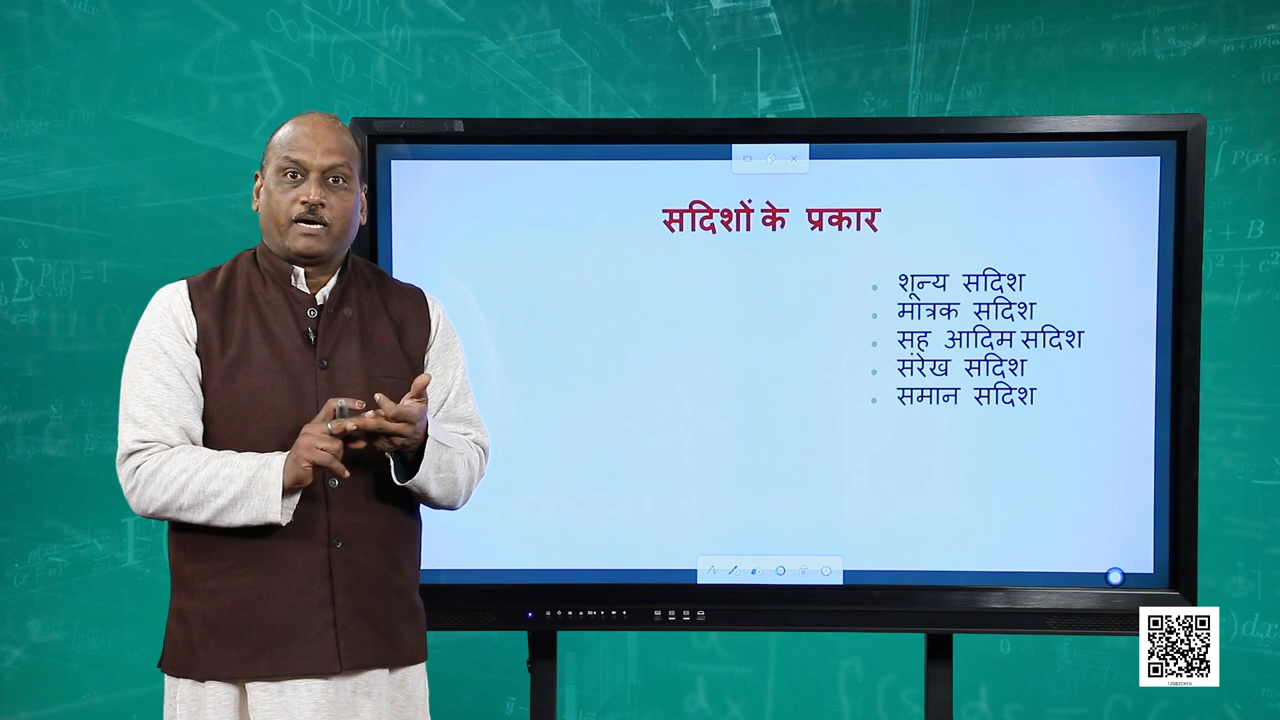 सदिशों के प्रकार
शून्य सदिश
मात्रक सदिश
सह आदिम सदिश
संरेख सदिश
समान सदिश